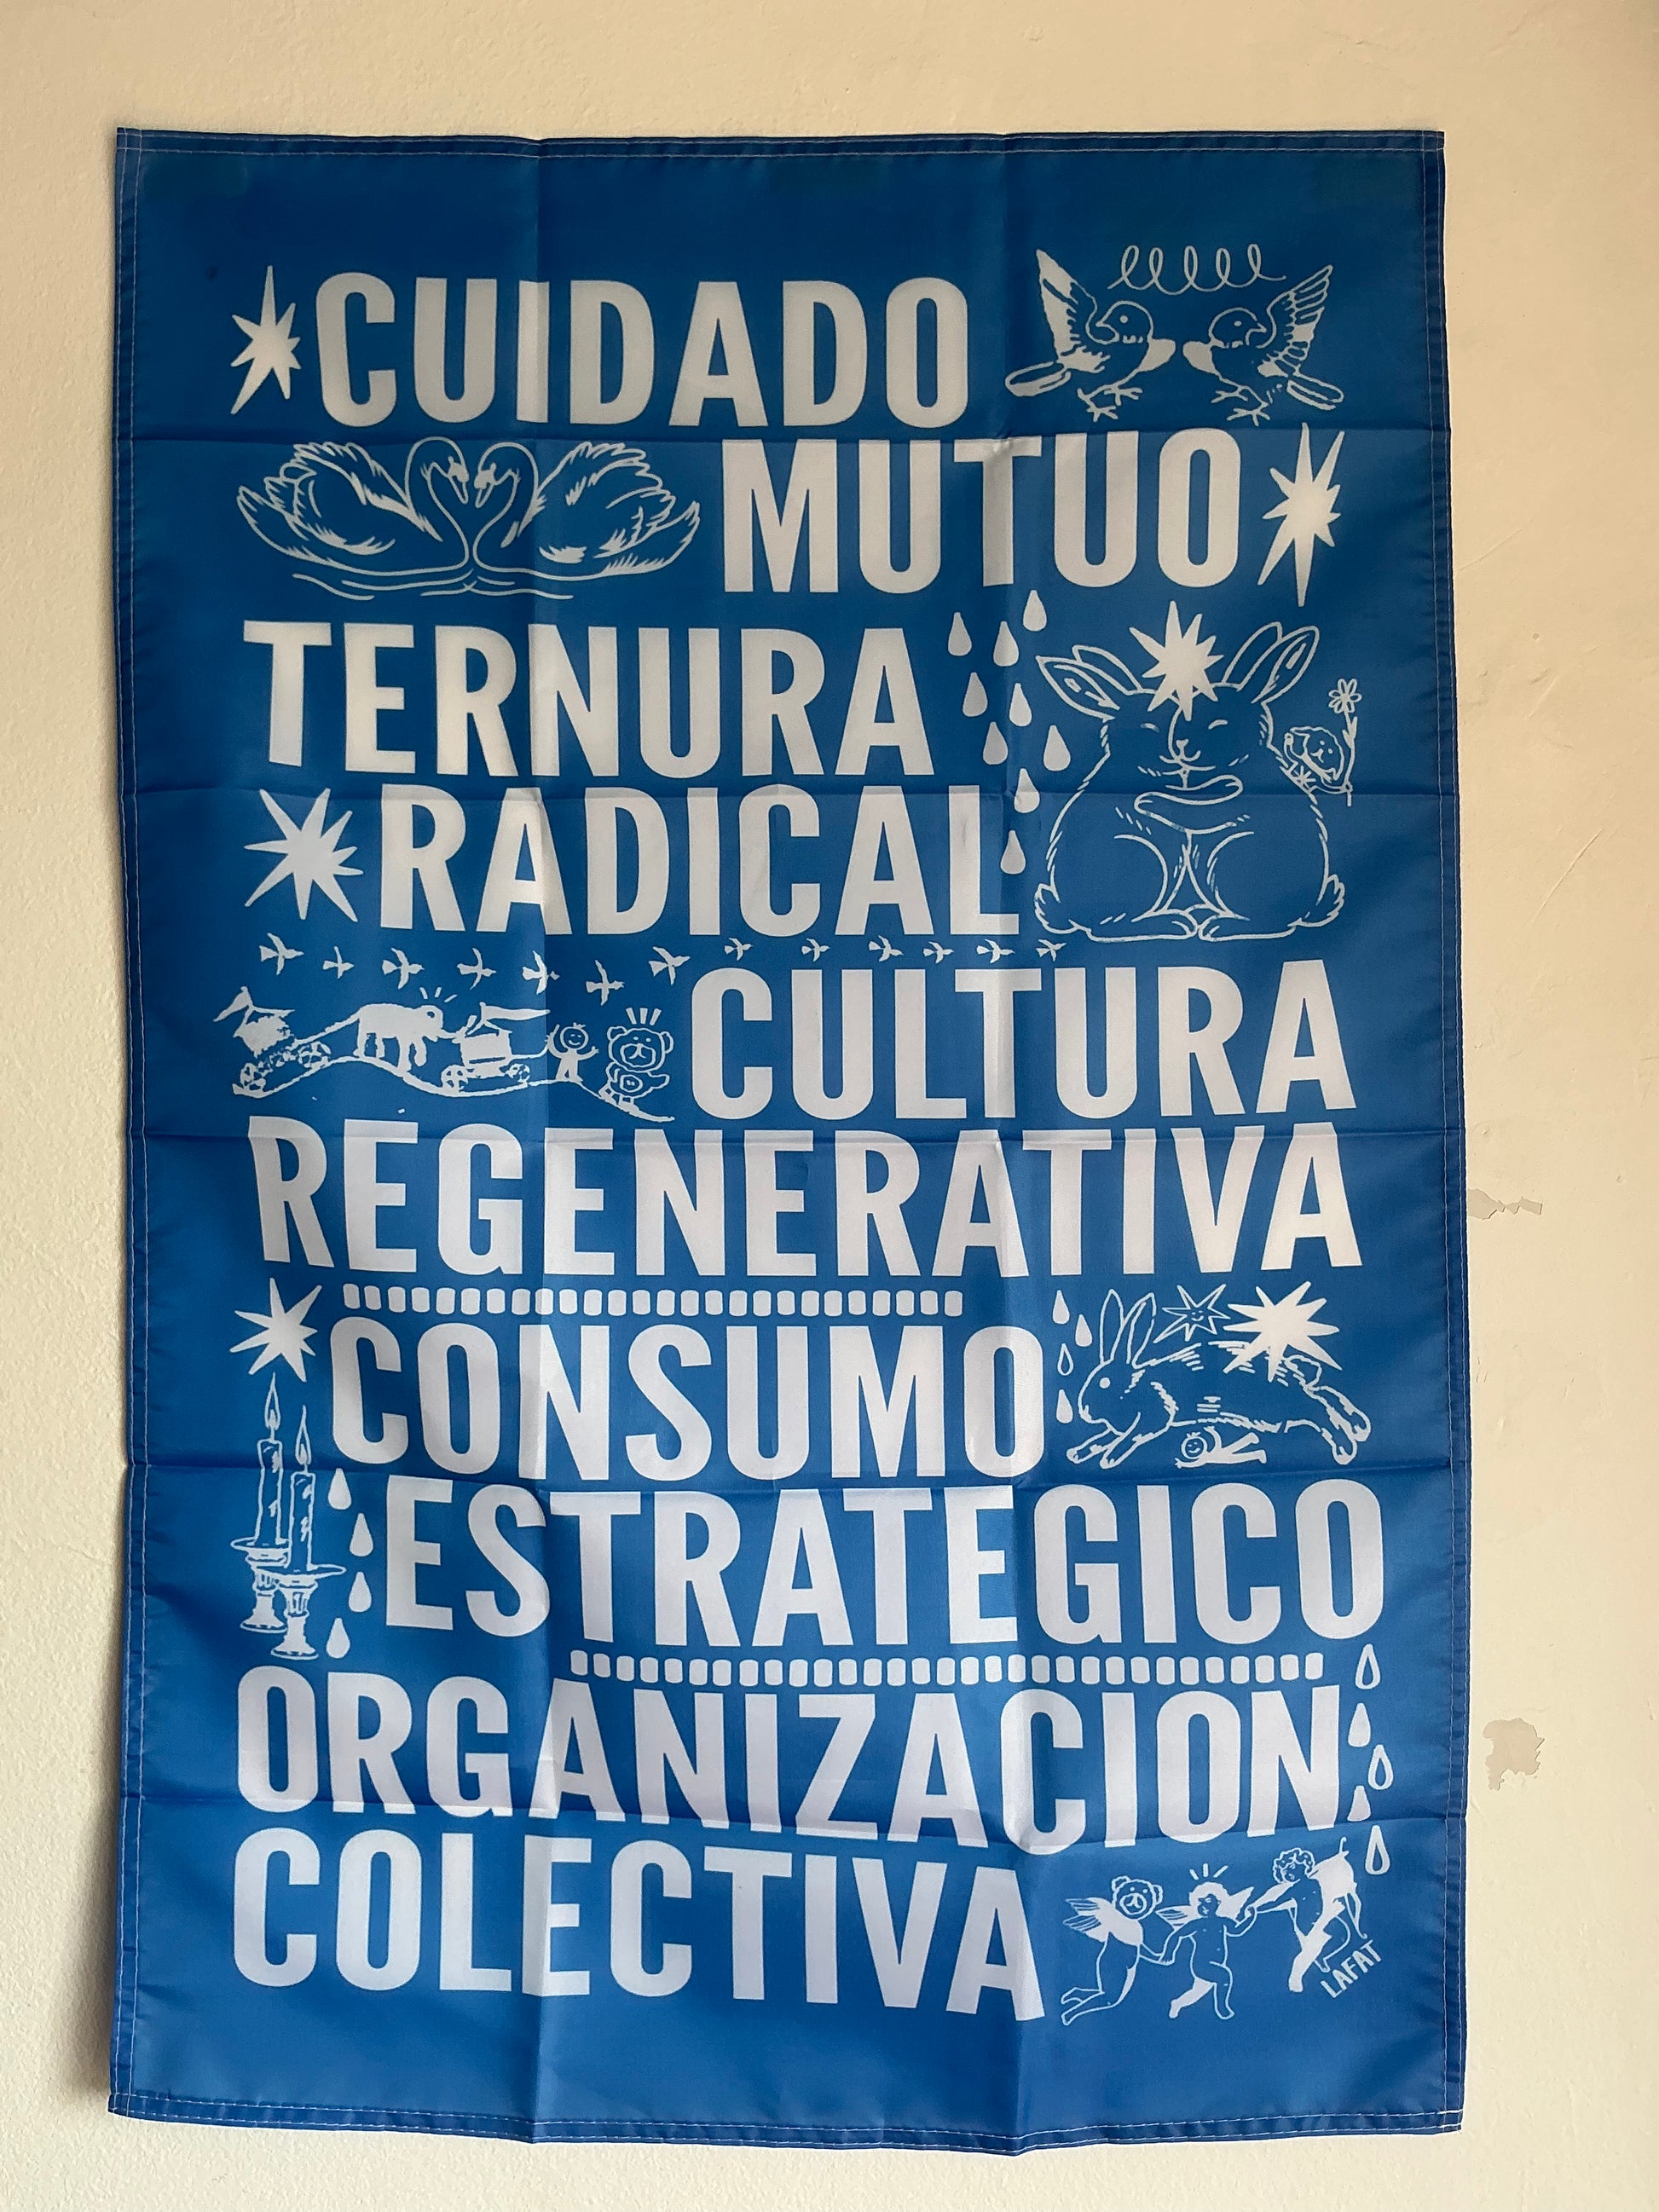 CUIDADO
MUTUO
TERNURA
RADICAL
CULTURA
REGENERATIVA
CONSUMO
ESTRATEGICO
ORGANIZACION
COLECTIVA
LAFAT